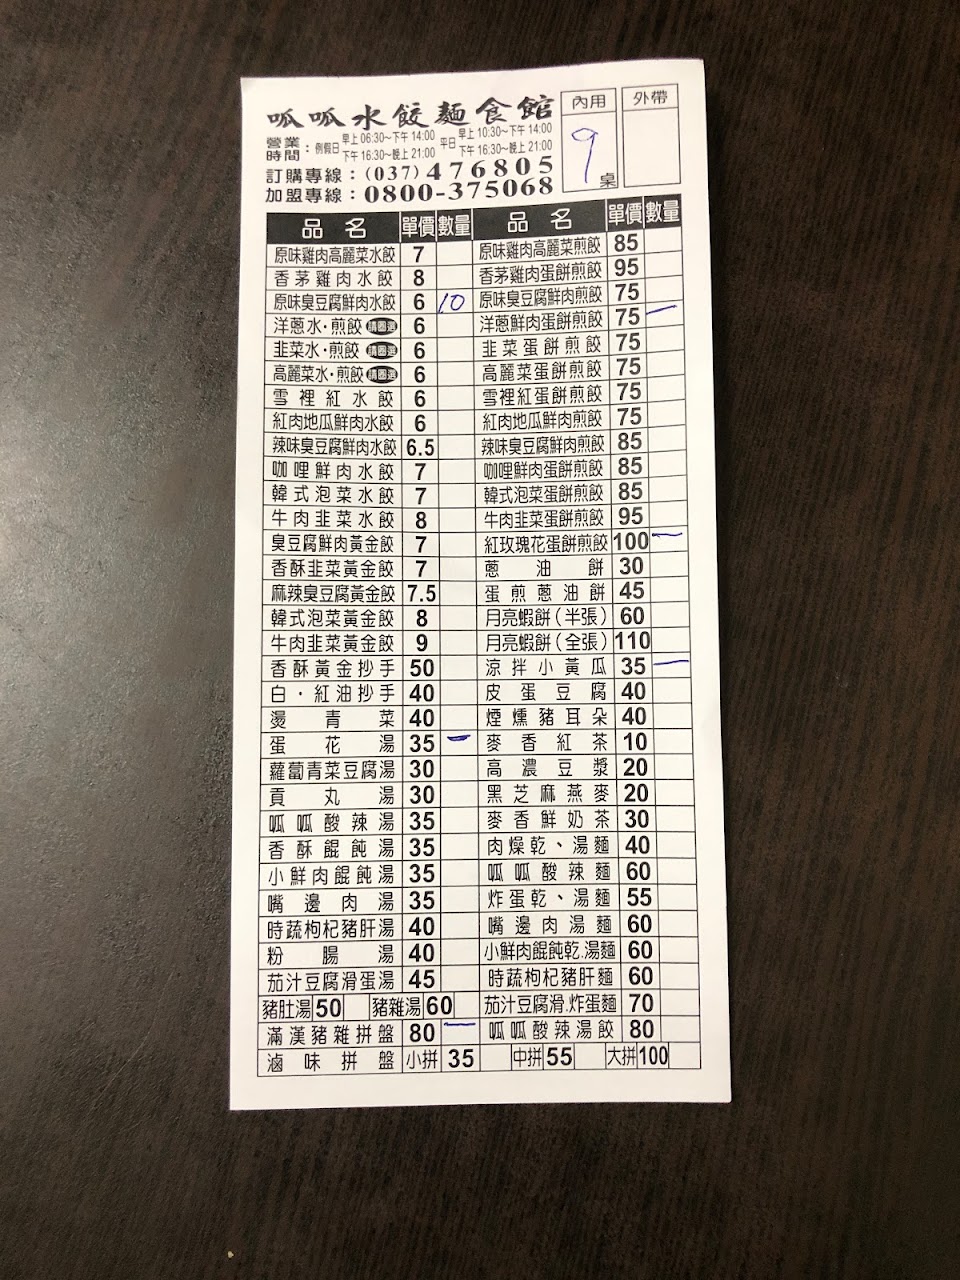 呱呱水餃麵食館 內用 外帶
營業時間：例假日 早上 06:30~下午 14:00 下午 16:30~晚上 21:00 平日 早上 10:30~下午 14:00 下午 16:30~晚上 21:00
9 桌
訂購專線：(037) 476805
加盟專線：0800-375068
品名 單價 數量 品名 單價 數量
原味雞肉高麗菜水餃 7 原味雞肉高麗菜煎餃 85
香茅雞肉水餃 8 香茅雞肉蛋餅煎餃 95
原味臭豆腐鮮肉水餃 6 10 原味臭豆腐鮮肉煎餃 75
洋蔥水·煎餃 請圈選 6 洋蔥鮮肉蛋餅煎餃 75 一
韭菜水·煎餃 請圈選 6 韭菜蛋餅煎餃 75
高麗菜水·煎餃 請圈選 6 高麗菜蛋餅煎餃 75
雪裡紅水餃 6 雪裡紅蛋餅煎餃 75
紅肉地瓜鮮肉水餃 6 紅肉地瓜鮮肉煎餃 75
辣味臭豆腐鮮肉水餃 6.5 辣味臭豆腐鮮肉煎餃 85
咖哩鮮肉水餃 7 咖哩鮮肉蛋餅煎餃 85
韓式泡菜水餃 7 韓式泡菜蛋餅煎餃 85
牛肉韭菜水餃 8 牛肉韭菜蛋餅煎餃 95
臭豆腐鮮肉黃金餃 7 紅玫瑰花蛋餅煎餃 100 一
香酥韭菜黃金餃 7 蔥油餅 30
麻辣臭豆腐黃金餃 7.5 蛋煎蔥油餅 45
韓式泡菜黃金餃 8 月亮蝦餅(半張) 60
牛肉韭菜黃金餃 9 月亮蝦餅(全張) 110
香酥黃金抄手 50 涼拌小黃瓜 35 一
白·紅油抄手 40 皮蛋豆腐 40
燙青菜 40 煙燻豬耳朵 40
蛋花湯 35 一 麥香紅茶 10
蘿蔔青菜豆腐湯 30 高濃豆漿 20
貢丸湯 30 黑芝麻燕麥 20
呱呱酸辣湯 35 麥香鮮奶茶 30
香酥餛飩湯 35 肉燥乾、湯麵 40
小鮮肉餛飩湯 35 呱呱酸辣麵 60
嘴邊肉湯 35 炸蛋乾、湯麵 55
時蔬枸杞豬肝湯 40 嘴邊肉湯麵 60
粉腸湯 40 小鮮肉餛飩乾.湯麵 60
茄汁豆腐滑蛋湯 45 時蔬枸杞豬肝麵 60
豬肚湯 50 豬雜湯 60 茄汁豆腐滑.炸蛋麵 70
滿漢豬雜拼盤 80 一 呱呱酸辣湯餃 80
滷味拼盤 小拼 35 中拼 55 大拼 100